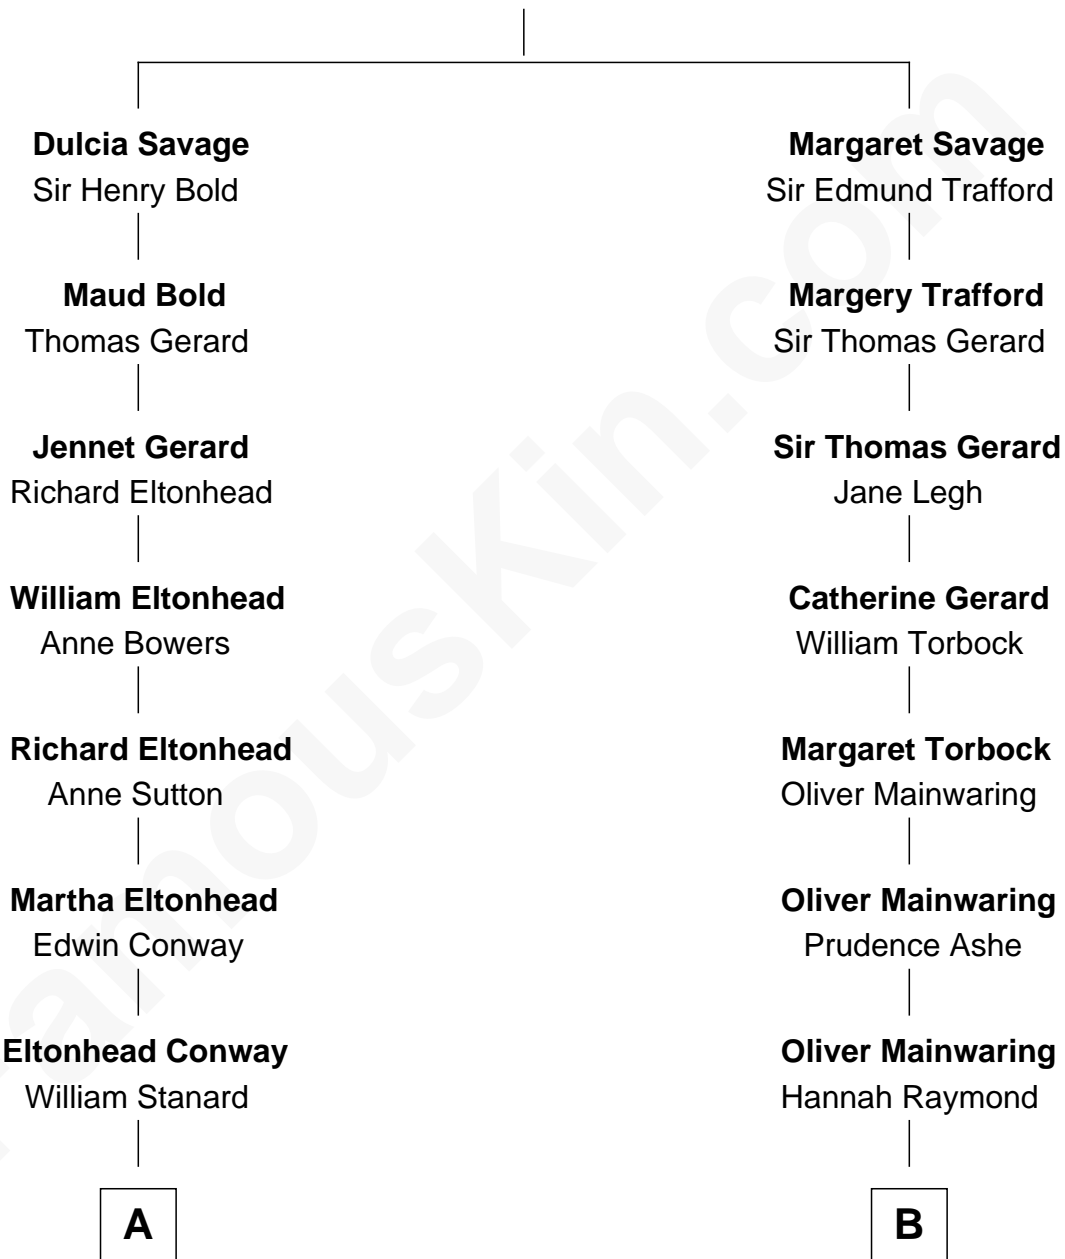 Dulcia Savage
Sir Henry Bold
Margaret Savage
Sir Edmund Trafford
Maud Bold
Thomas Gerard
Margery Trafford
Sir Thomas Gerard
Jennet Gerard
Richard Eltonhead
Sir Thomas Gerard
Jane Legh
William Eltonhead
Anne Bowers
Catherine Gerard
William Torbock
Richard Eltonhead
Anne Sutton
Margaret Torbock
Oliver Mainwaring
Martha Eltonhead
Edwin Conway
Oliver Mainwaring
Prudence Ashe
Eltonhead Conway
William Stanard
Oliver Mainwaring
Hannah Raymond
A
B
FamousKin.com